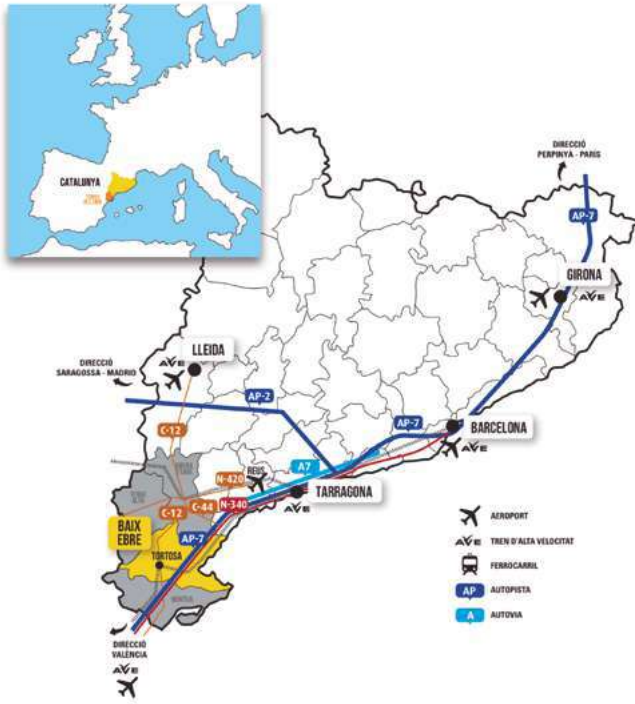 CATALUNYA
DIRECCIÓ
PERPINYA - PARÍS
AP-7
GIRONA
AVE
LLEIDA
AVE
DIRECCIÓ
SARAGOSSA - MADRID
AP-2
AP-7
BARCELONA
AVE
C-12
A7
REUS
N-420
TARRAGONA
AVE
C-44
N-340
C-12
BAIX
EBRE
AP-7
TORTOSA
MONTSIÀ
DIRECCIÓ
VALÈNCIA
AVE
AEROPORT
AVE TREN D'ALTA VELOCITAT
FERROCARRIL
AP AUTOPISTA
A AUTOVIA